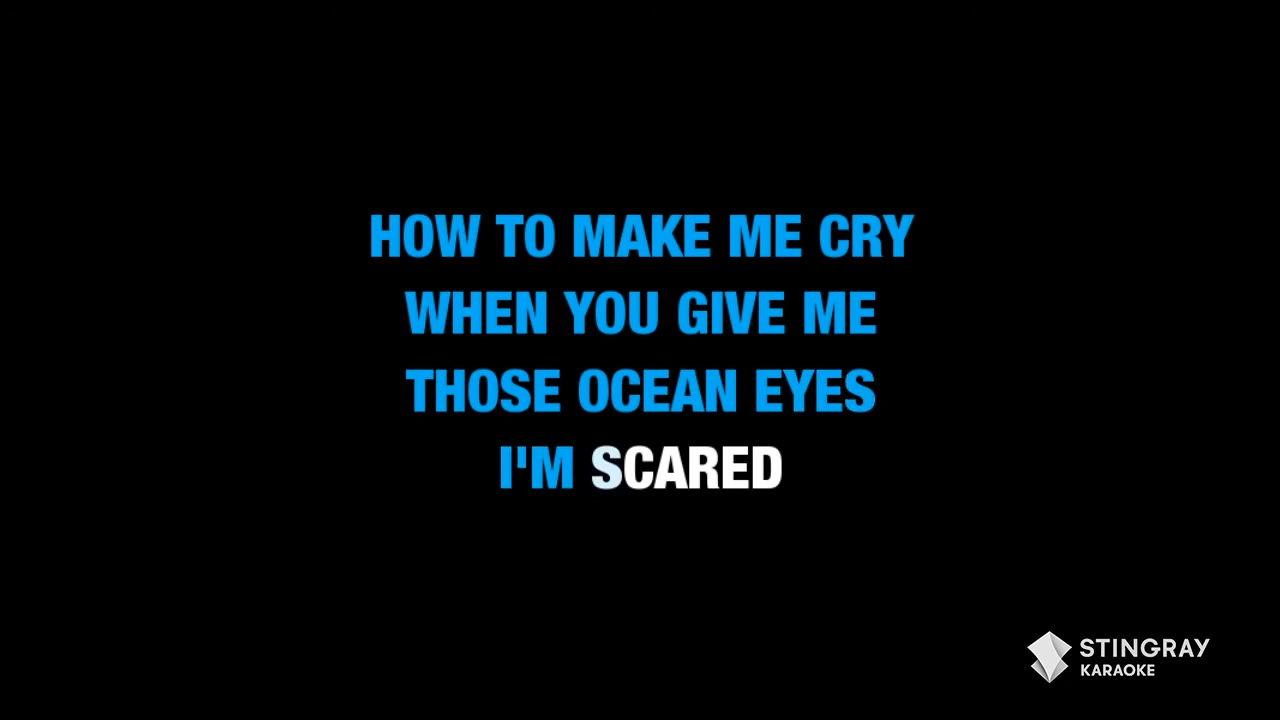 HOW TO MAKE ME CRY
WHEN YOU GIVE ME
THOSE OCEAN EYES
I'M SCARED
STINGRAY
KARAOKE